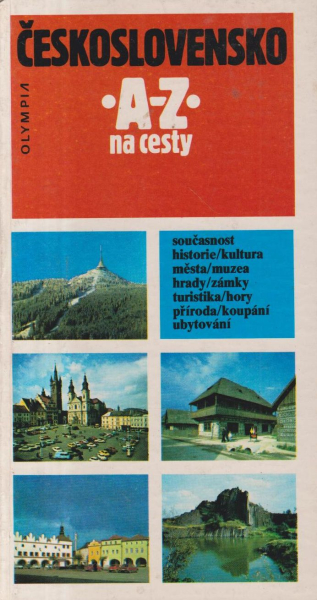 ČESKOSLOVENSKO
OLYMPIA
•A-Z•
na cesty
současnost
historie/kultura
města/muzea
hrady/zámky
turistika/hory
příroda/koupání
ubytování